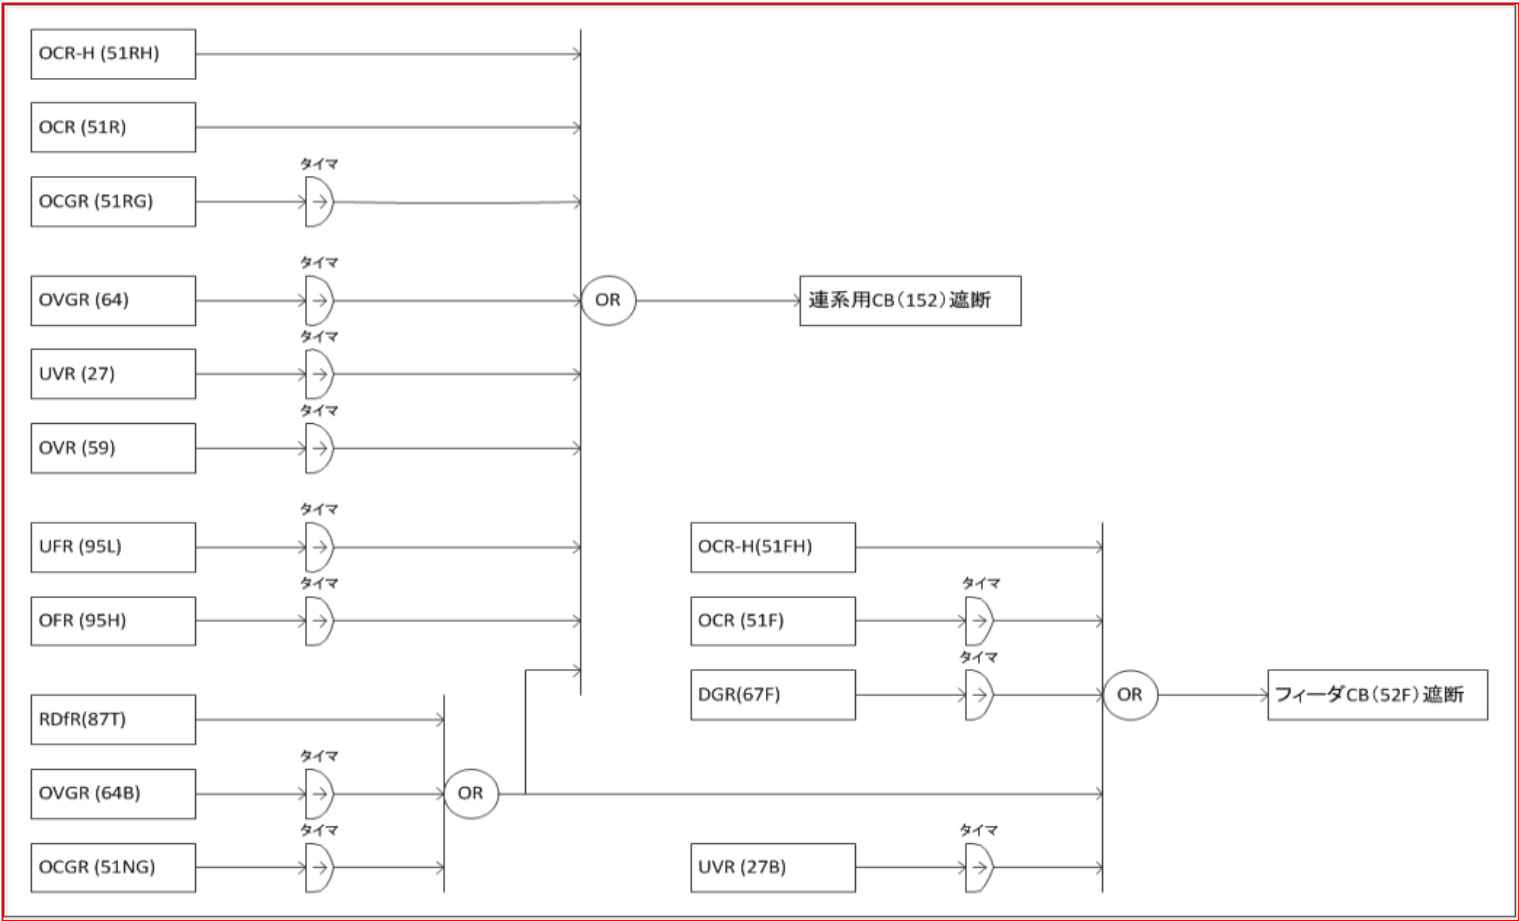 OCR-H (51RH)
OCR (51R)
タイマ
OCGR (51RG)
タイマ
OVGR (64)
OR
連系用CB（152）遮断
タイマ
UVR (27)
タイマ
OVR (59)
タイマ
UFR (95L)
OCR-H(51FH)
タイマ
タイマ
OFR (95H)
OCR (51F)
タイマ
DGR(67F)
OR
フィーダCB（52F）遮断
RDfR(87T)
タイマ
OVGR (64B)
OR
タイマ
タイマ
OCGR (51NG)
UVR (27B)